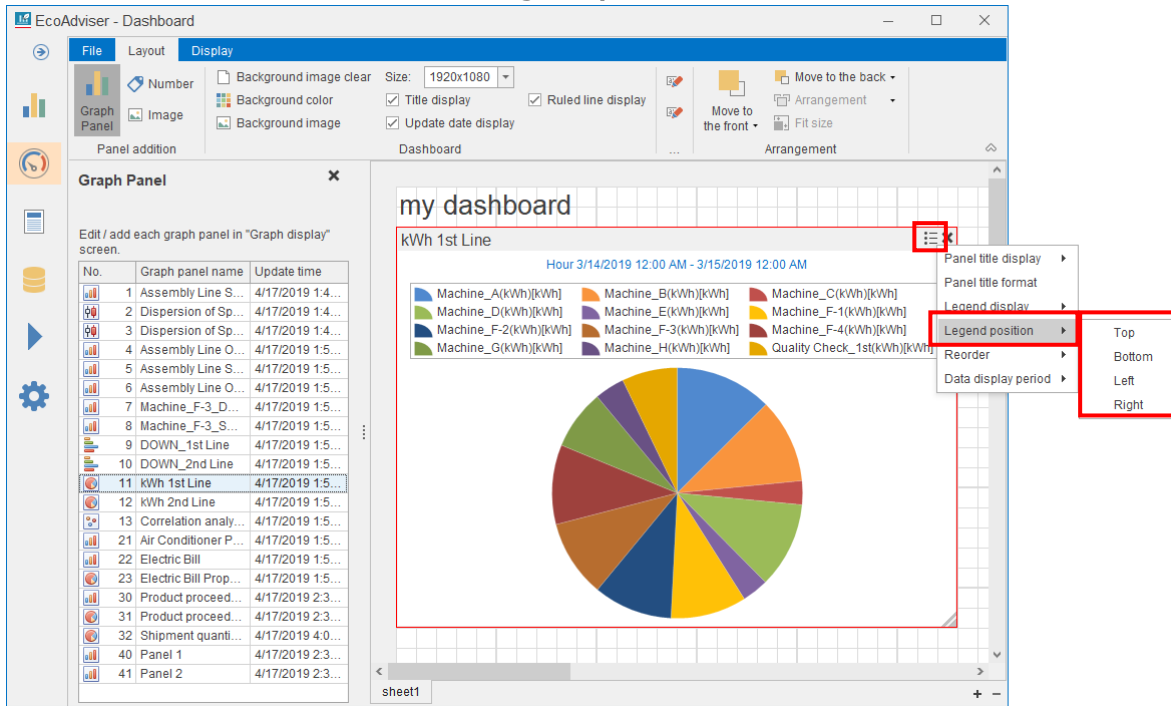 EcoAdviser - Dashboard
File Layout Display
Graph Panel
Number
Image
Panel addition
Background image clear
Background color
Background image
Size: 1920x1080
Title display
Ruled line display
Update date display
Dashboard
...
Move to the front
Move to the back
Arrangement
Fit size
Arrangement
Graph Panel
Edit / add each graph panel in "Graph display"
screen.
No. Graph panel name Update time
1 Assembly Line S... 4/17/2019 1:4...
2 Dispersion of Sp... 4/17/2019 1:4...
3 Dispersion of Sp... 4/17/2019 1:4...
4 Assembly Line O... 4/17/2019 1:5...
5 Assembly Line S... 4/17/2019 1:5...
6 Assembly Line O... 4/17/2019 1:5...
7 Machine_F-3_D... 4/17/2019 1:5...
8 Machine_F-3_S... 4/17/2019 1:5...
9 DOWN_1st Line 4/17/2019 1:5...
10 DOWN_2nd Line 4/17/2019 1:5...
11 kWh 1st Line 4/17/2019 1:5...
12 kWh 2nd Line 4/17/2019 1:5...
13 Correlation analy... 4/17/2019 1:5...
21 Air Conditioner P... 4/17/2019 1:5...
22 Electric Bill 4/17/2019 1:5...
23 Electric Bill Prop... 4/17/2019 1:5...
30 Product proceed... 4/17/2019 2:3...
31 Product proceed... 4/17/2019 2:3...
32 Shipment quanti... 4/17/2019 4:0...
40 Panel 1 4/17/2019 2:3...
41 Panel 2 4/17/2019 2:3...
my dashboard
kWh 1st Line
Hour 3/14/2019 12:00 AM - 3/15/2019 12:00 AM
Machine_A(kWh)[kWh] Machine_B(kWh)[kWh] Machine_C(kWh)[kWh]
Machine_D(kWh)[kWh] Machine_E(kWh)[kWh] Machine_F-1(kWh)[kWh]
Machine_F-2(kWh)[kWh] Machine_F-3(kWh)[kWh] Machine_F-4(kWh)[kWh]
Machine_G(kWh)[kWh] Machine_H(kWh)[kWh] Quality Check_1st(kWh)[kWh]
Panel title display
Panel title format
Legend display
Legend position
Reorder
Data display period
Top
Bottom
Left
Right
sheet1